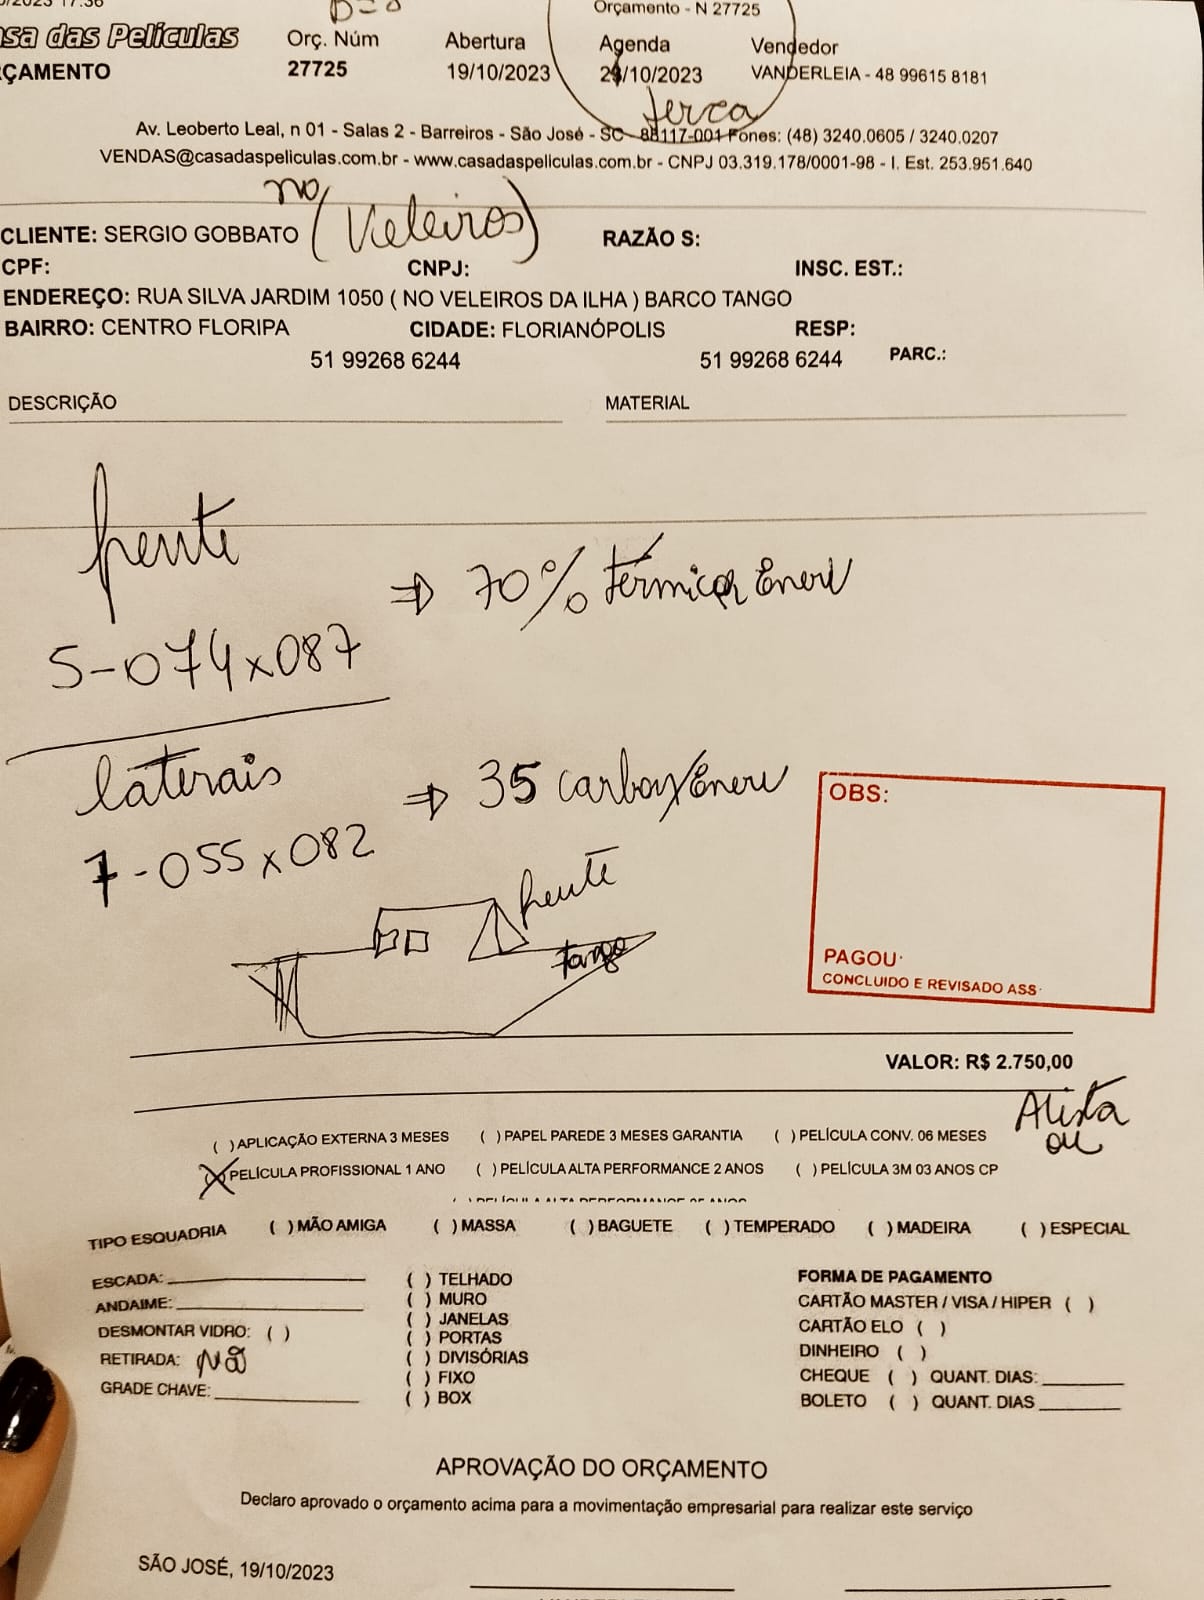 Orçamento - N 27725
sa das Películas
Orç. Núm Abertura Agenda Vendedor
ÇAMENTO 27725 19/10/2023 24/10/2023 VANDERLEIA - 48 99615 8181
terça
Av. Leoberto Leal, n 01 - Salas 2 - Barreiros - São José - SC 88117-001 Fones: (48) 3240.0605 / 3240.0207
VENDAS@casadaspeliculas.com.br - www.casadaspeliculas.com.br - CNPJ 03.319.178/0001-98 - I. Est. 253.951.640
no (Veleiros)
CLIENTE: SERGIO GOBBATO RAZÃO S:
CPF: CNPJ: INSC. EST.:
ENDEREÇO: RUA SILVA JARDIM 1050 ( NO VELEIROS DA ILHA ) BARCO TANGO
BAIRRO: CENTRO FLORIPA CIDADE: FLORIANÓPOLIS RESP:
51 99268 6244 51 99268 6244 PARC.:
DESCRIÇÃO MATERIAL
frente
⇒ 70% térmica Enerl
5-074x087
laterais
⇒ 35 carbon/Enerl
7-055x082
frente
tango
OBS:
PAGOU:
CONCLUIDO E REVISADO ASS:
VALOR: R$ 2.750,00
Avista
ou
( ) APLICAÇÃO EXTERNA 3 MESES ( ) PAPEL PAREDE 3 MESES GARANTIA ( ) PELÍCULA CONV. 06 MESES
(X) PELÍCULA PROFISSIONAL 1 ANO ( ) PELÍCULA ALTA PERFORMANCE 2 ANOS ( ) PELÍCULA 3M 03 ANOS CP
TIPO ESQUADRIA ( ) MÃO AMIGA ( ) MASSA ( ) BAGUETE ( ) TEMPERADO ( ) MADEIRA ( ) ESPECIAL
ESCADA: ( ) TELHADO FORMA DE PAGAMENTO
ANDAIME: ( ) MURO CARTÃO MASTER / VISA / HIPER ( )
DESMONTAR VIDRO: ( ) ( ) JANELAS CARTÃO ELO ( )
RETIRADA: Não ( ) PORTAS DINHEIRO ( )
( ) DIVISÓRIAS
GRADE CHAVE: ( ) FIXO CHEQUE ( ) QUANT. DIAS:
( ) BOX BOLETO ( ) QUANT. DIAS
APROVAÇÃO DO ORÇAMENTO
Declaro aprovado o orçamento acima para a movimentação empresarial para realizar este serviço
SÃO JOSÉ, 19/10/2023